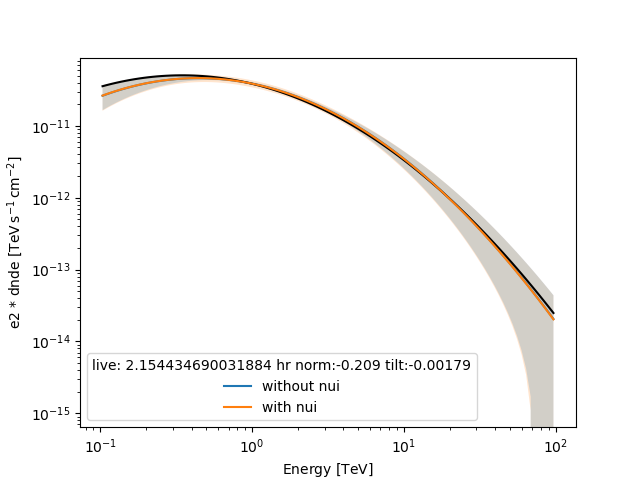 e2 * dnde [TeV s⁻¹ cm⁻²]
10⁻¹¹
10⁻¹²
10⁻¹³
10⁻¹⁴
10⁻¹⁵
live: 2.154434690031884 hr norm:-0.209 tilt:-0.00179
without nui
with nui
10⁻¹ 10⁰ 10¹ 10²
Energy [TeV]